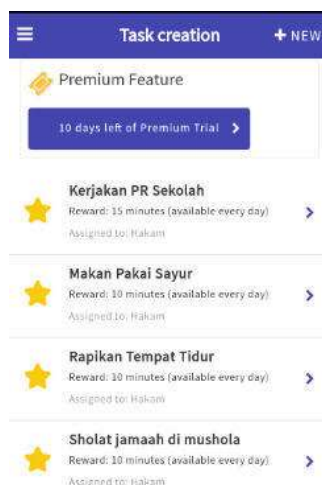 Task creation
+ NEW
Premium Feature
10 days left of Premium Trial
Kerjakan PR Sekolah
Reward: 15 minutes (available every day)
Assigned to: Hakam
Makan Pakai Sayur
Reward: 10 minutes (available every day)
Assigned to: Hakam
Rapikan Tempat Tidur
Reward: 10 minutes (available every day)
Assigned to: Hakam
Sholat jamaah di mushola
Reward: 10 minutes (available every day)
Assigned to: Hakam